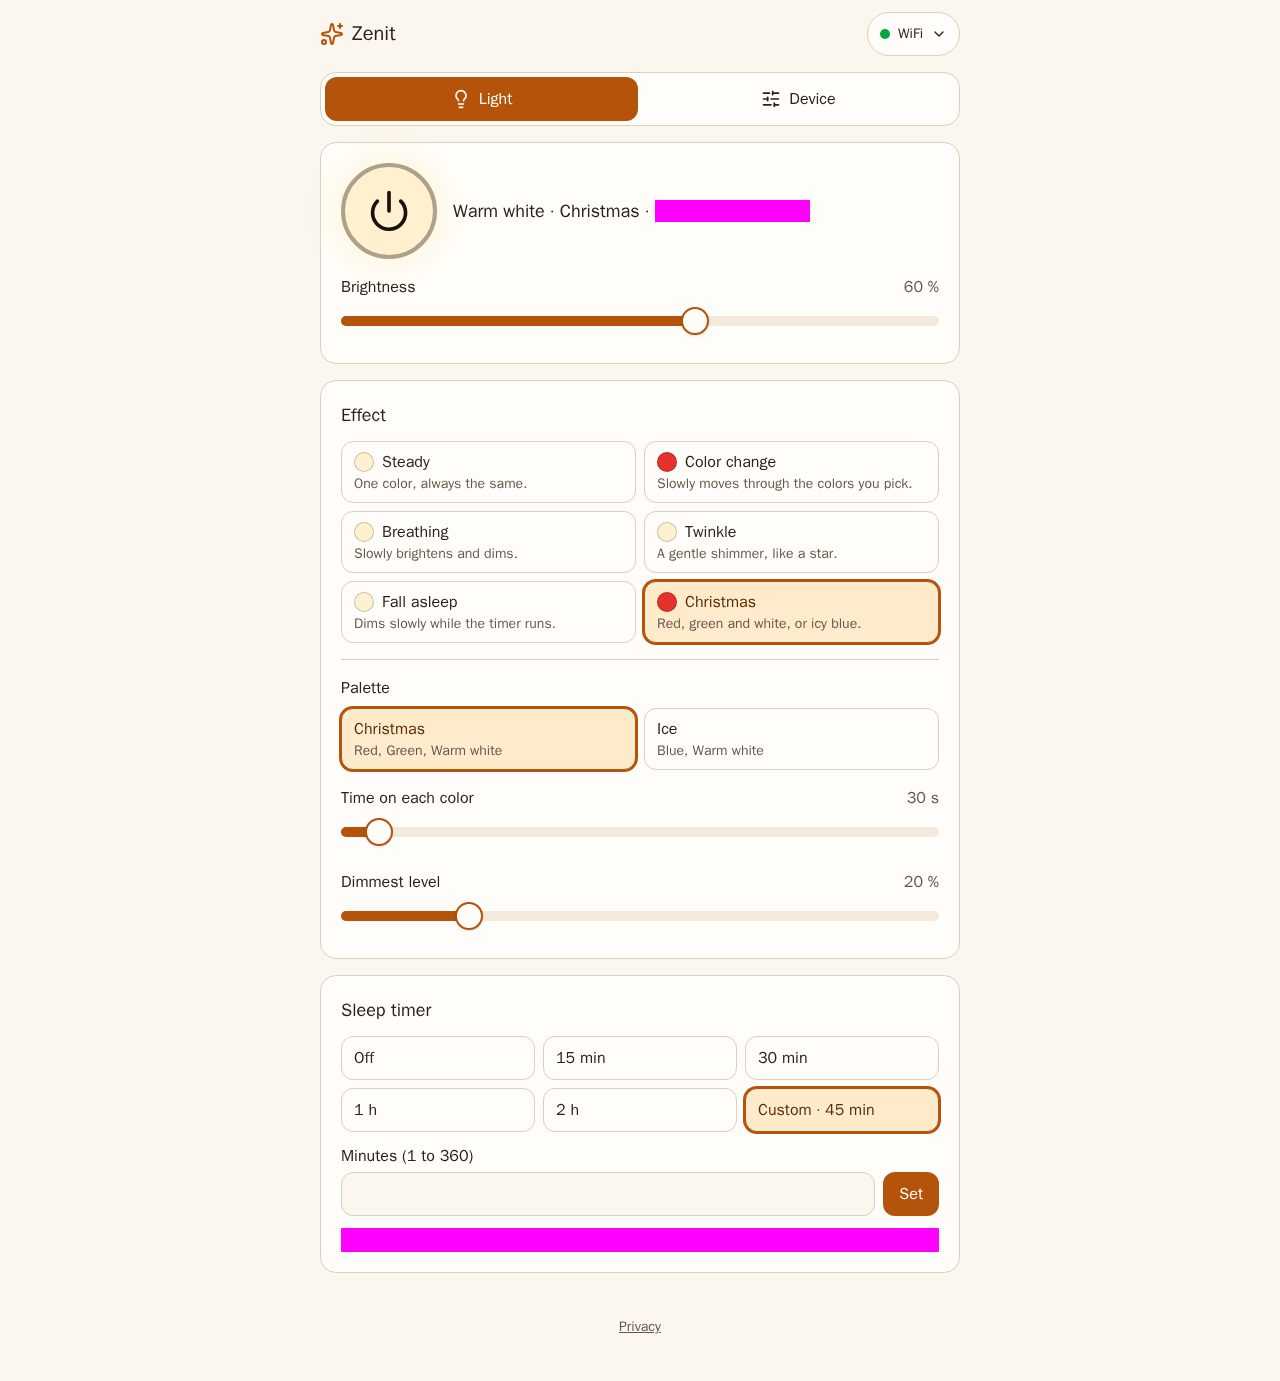 Zenit
WiFi
Light
Device
Warm white · Christmas ·
Brightness
60 %
Effect
Steady
One color, always the same.
Color change
Slowly moves through the colors you pick.
Breathing
Slowly brightens and dims.
Twinkle
A gentle shimmer, like a star.
Fall asleep
Dims slowly while the timer runs.
Christmas
Red, green and white, or icy blue.
Palette
Christmas
Red, Green, Warm white
Ice
Blue, Warm white
Time on each color
30 s
Dimmest level
20 %
Sleep timer
Off
15 min
30 min
1 h
2 h
Custom · 45 min
Minutes (1 to 360)
Set
Privacy